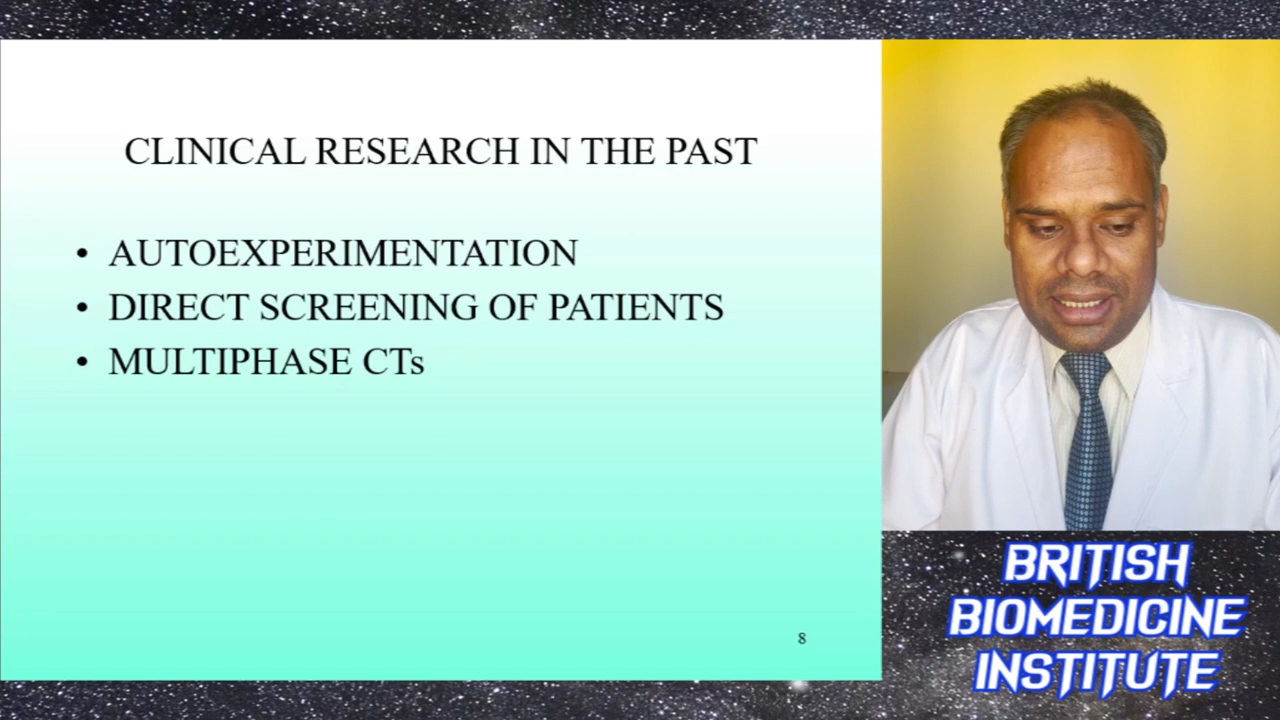 CLINICAL RESEARCH IN THE PAST
• AUTOEXPERIMENTATION
• DIRECT SCREENING OF PATIENTS
• MULTIPHASE CTs
8
BRITISH
BIOMEDICINE
INSTITUTE